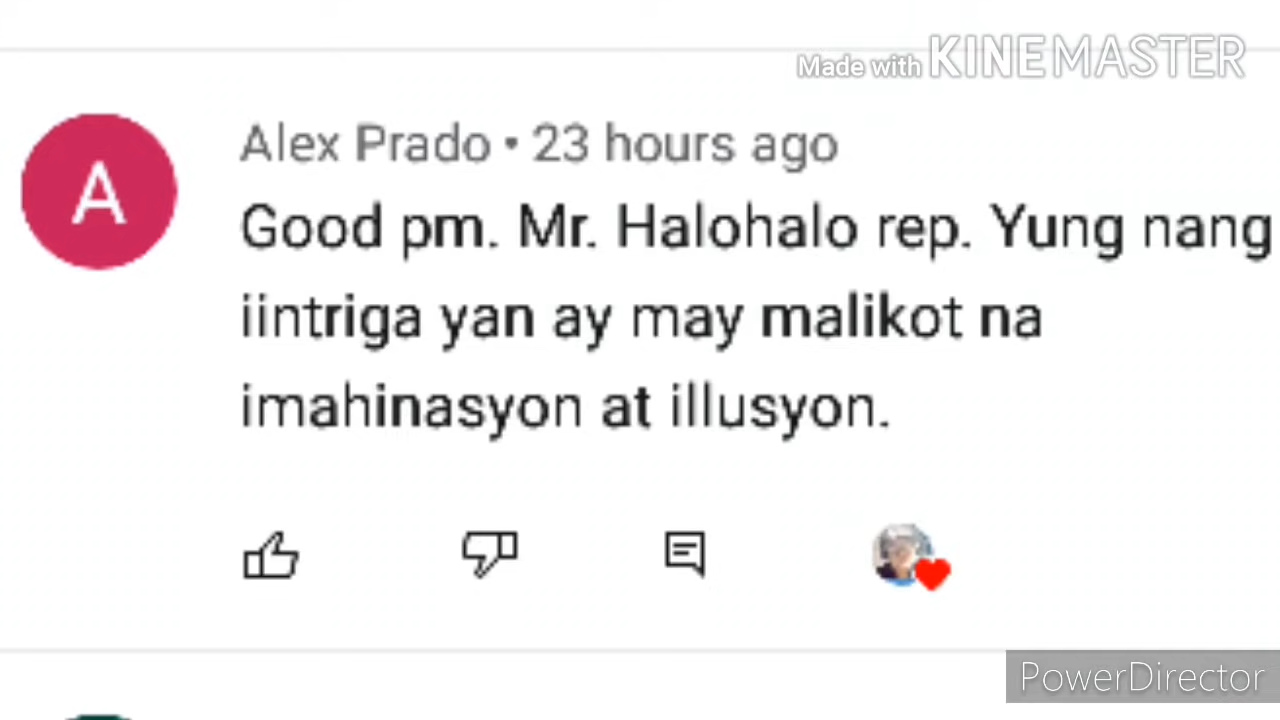 Made with KINEMASTER
Alex Prado • 23 hours ago
A
Good pm. Mr. Halohalo rep. Yung nang
iintriga yan ay may malikot na
imahinasyon at illusyon.
PowerDirector